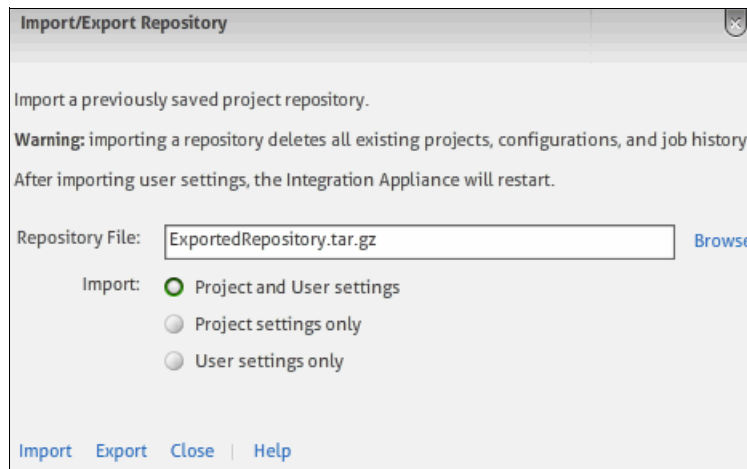 Import/Export Repository
Import a previously saved project repository.
Warning: importing a repository deletes all existing projects, configurations, and job history
After importing user settings, the Integration Appliance will restart.
Repository File: ExportedRepository.tar.gz Browse
Import: Project and User settings
Project settings only
User settings only
Import Export Close | Help